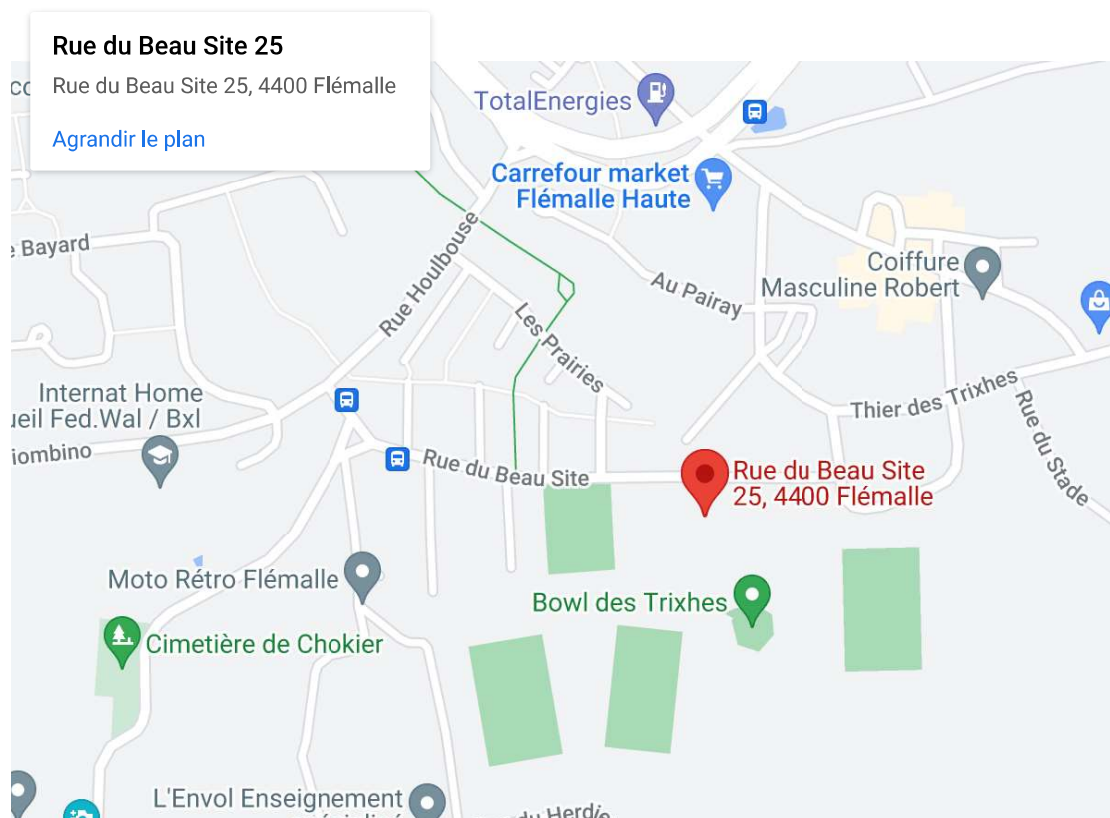 Rue du Beau Site 25
Rue du Beau Site 25, 4400 Flémalle
Agrandir le plan
TotalEnergies
Carrefour market
Flémalle Haute
Bayard
Rue Houlbouse
Coiffure
Masculine Robert
Au Pairay
Les Prairies
Internat Home
ueil Fed.Wal / Bxl
Thier des Trixhes
Rue du Stade
iombino
Rue du Beau Site
Rue du Beau Site
25, 4400 Flémalle
Moto Rétro Flémalle
Bowl des Trixhes
Cimetière de Chokier
L'Envol Enseignement